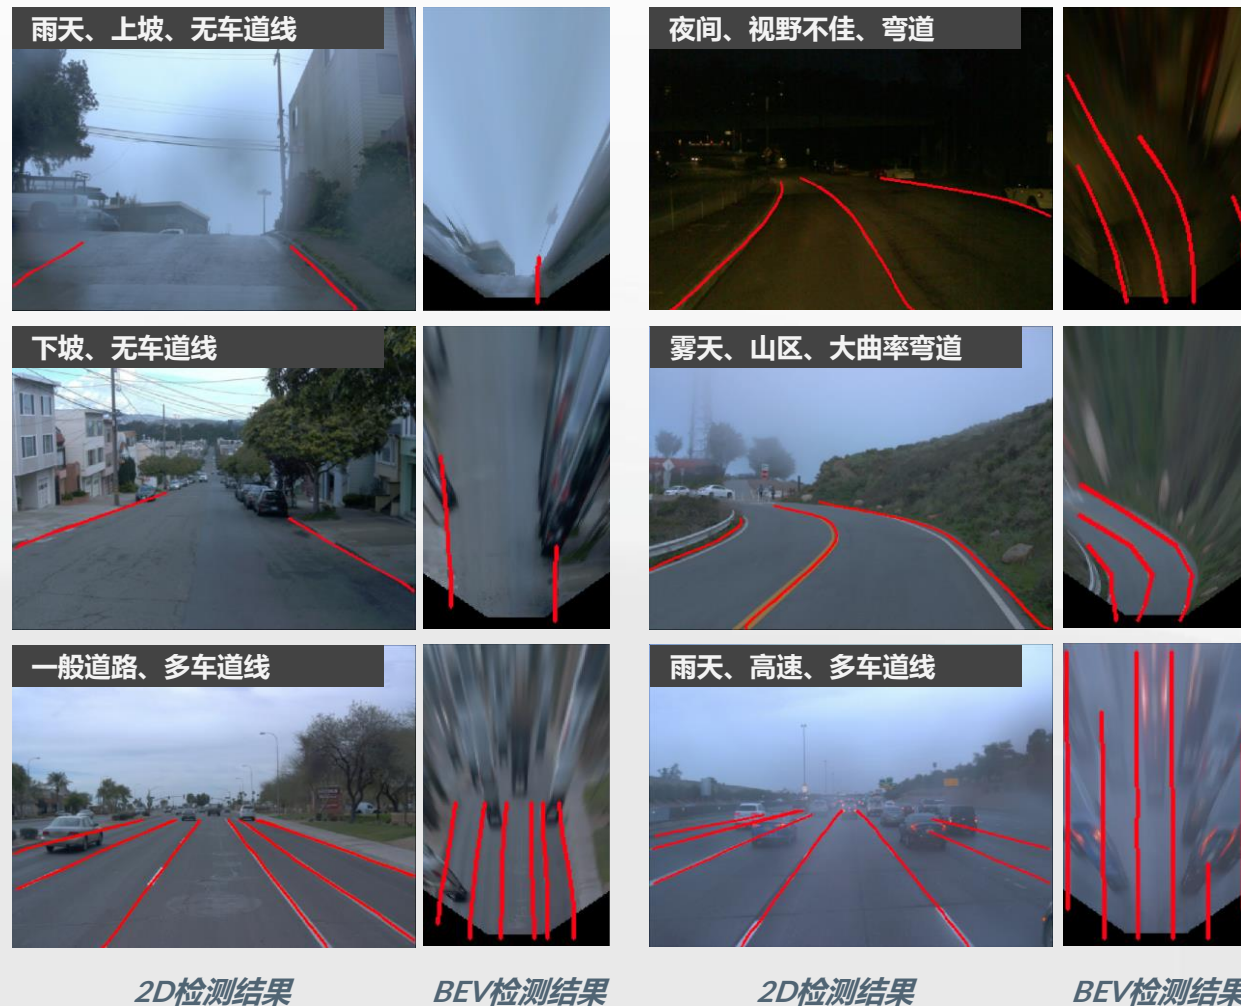 雨天、上坡、无车道线
夜间、视野不佳、弯道
下坡、无车道线
雾天、山区、大曲率弯道
一般道路、多车道线
雨天、高速、多车道线
2D检测结果
BEV检测结果
2D检测结果
BEV检测结果